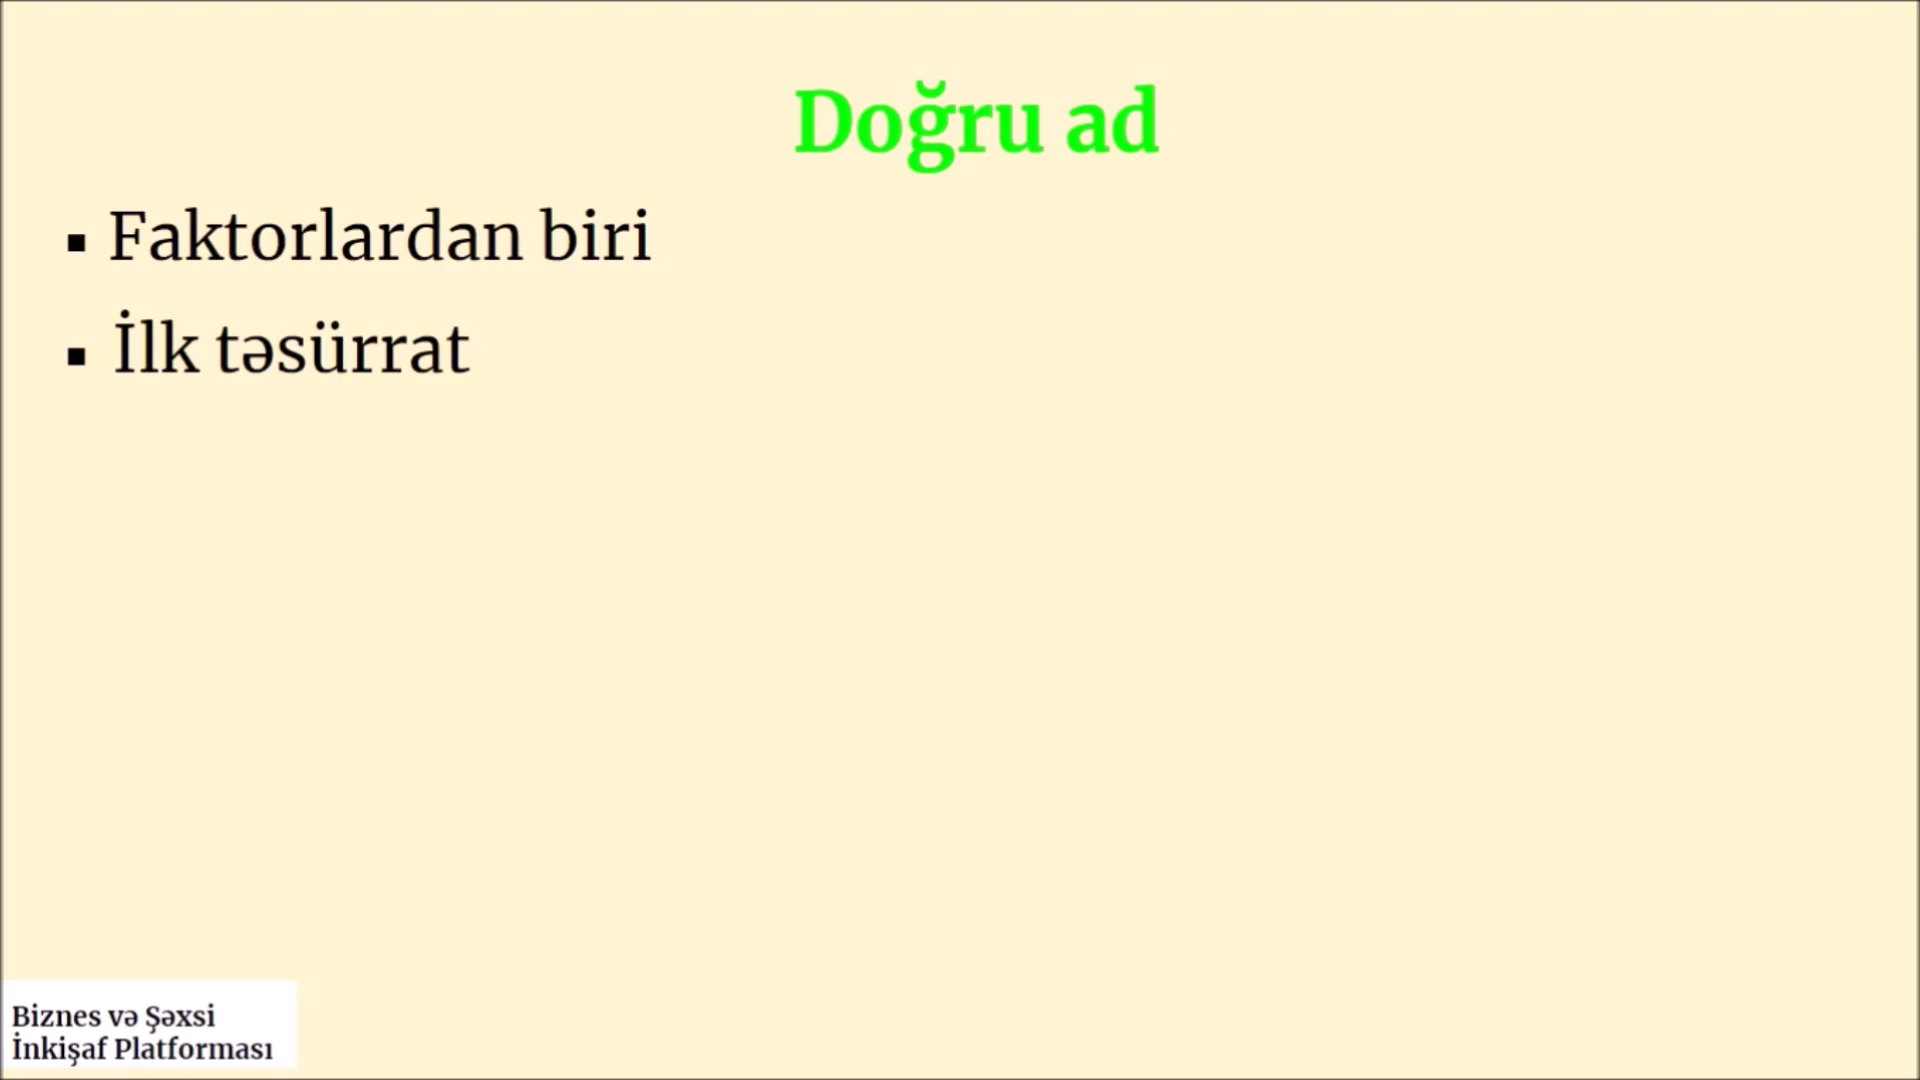 Doğru ad
▪ Faktorlardan biri
▪ İlk təsürrat
Biznes və Şəxsi
İnkişaf Platforması